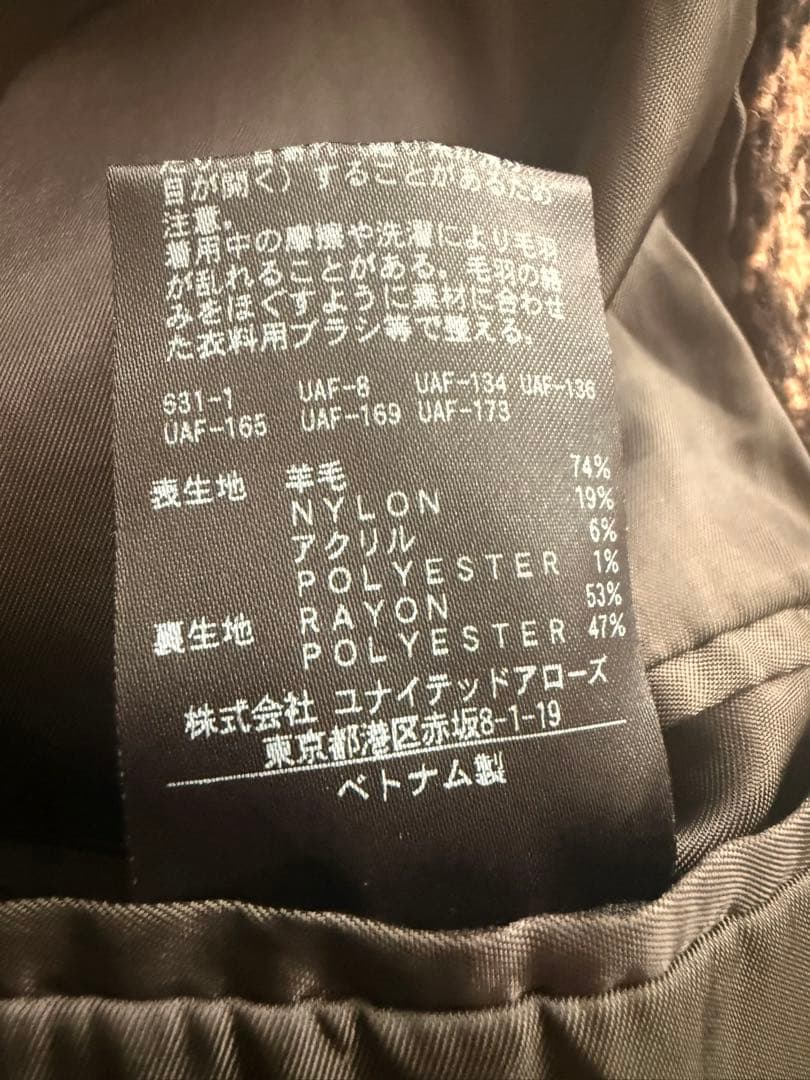 目が開く）することがあるため
注意。
着用中の摩擦や洗濯により毛羽
が乱れることがある。毛羽の絡
みをほぐすように素材に合わせ
た衣料用ブラシ等で整える。
631-1 UAF-8 UAF-134 UAF-136
UAF-165 UAF-169 UAF-173
表生地 羊毛 74%
NYLON 19%
アクリル 6%
POLYESTER 1%
裏生地 RAYON 53%
POLYESTER 47%
株式会社 ユナイテッドアローズ
東京都港区赤坂8-1-19
ベトナム製